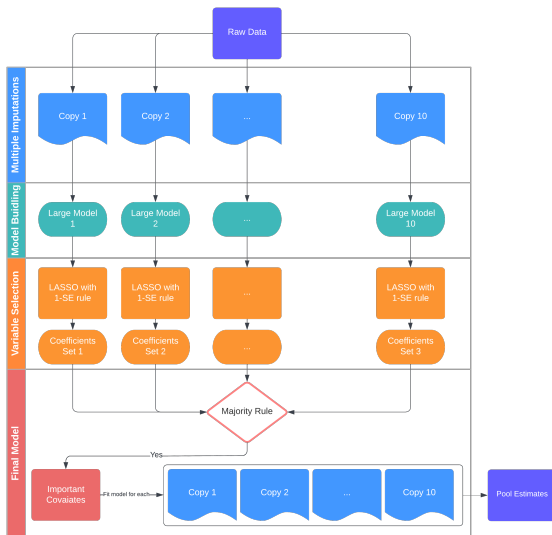 Raw Data
Multiple Imputations
Copy 1
Copy 2
...
Copy 10
Model Buidling
Large Model
1
Large Model
2
...
Large Model
10
Variable Selection
LASSO with
1-SE rule
LASSO with
1-SE rule
...
LASSO with
1-SE rule
Coefficients
Set 1
Coefficients
Set 2
...
Coefficients
Set 3
Final Model
Majority Rule
Yes
Important
Covaiates
Fit model for each
Copy 1
Copy 2
...
Copy 10
Pool Estimates